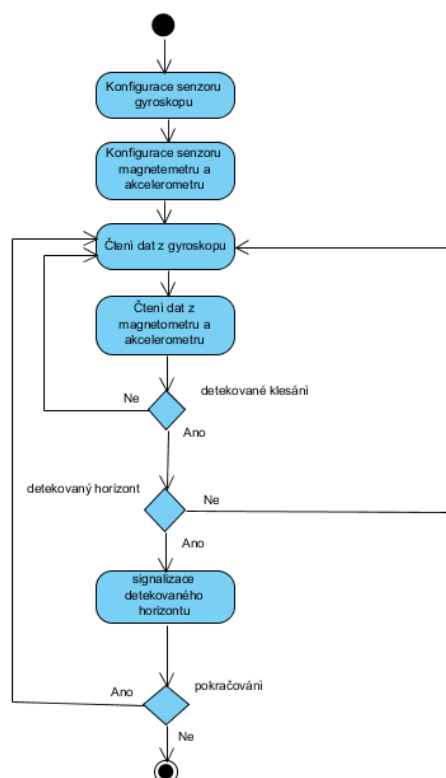 Konfigurace senzoru
gyroskopu
Konfigurace senzoru
magnetemetru a
akcelerometru
Čtení dat z gyroskopu
Čtení dat z
magnetometru a
akcelerometru
detekované klesání
Ne
Ano
detekovaný horizont
Ne
Ano
signalizace
detekovaného
horizontu
pokračování
Ano
Ne